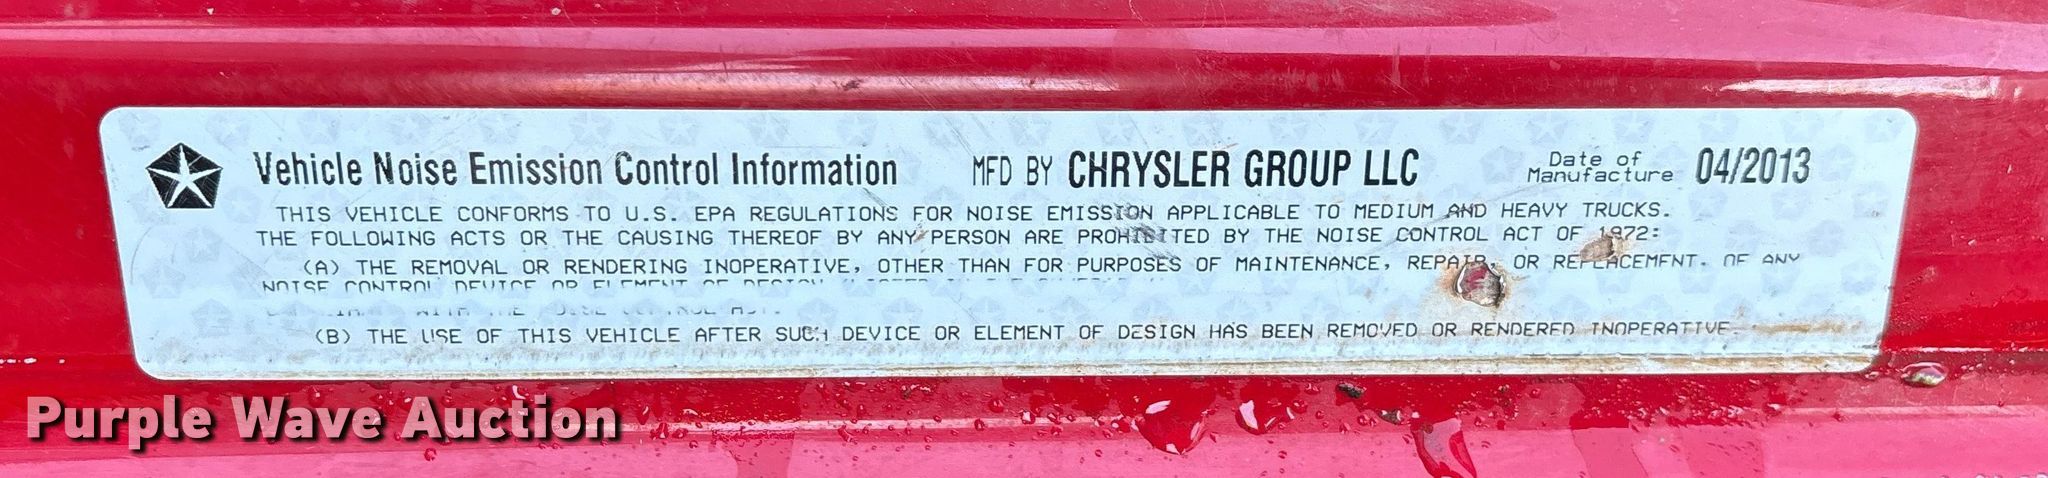 Vehicle Noise Emission Control Information MFD BY CHRYSLER GROUP LLC Date of Manufacture 04/2013
THIS VEHICLE CONFORMS TO U.S. EPA REGULATIONS FOR NOISE EMISSION APPLICABLE TO MEDIUM AND HEAVY TRUCKS.
THE FOLLOWING ACTS OR THE CAUSING THEREOF BY ANY PERSON ARE PROHIBITED BY THE NOISE CONTROL ACT OF 1972:
(A) THE REMOVAL OR RENDERING INOPERATIVE, OTHER THAN FOR PURPOSES OF MAINTENANCE, REPAIR, OR REPLACEMENT, OF ANY
NOISE CONTROL DEVICE OR ELEMENT OF DESIGN
(B) THE USE OF THIS VEHICLE AFTER SUCH DEVICE OR ELEMENT OF DESIGN HAS BEEN REMOVED OR RENDERED INOPERATIVE.
Purple Wave Auction